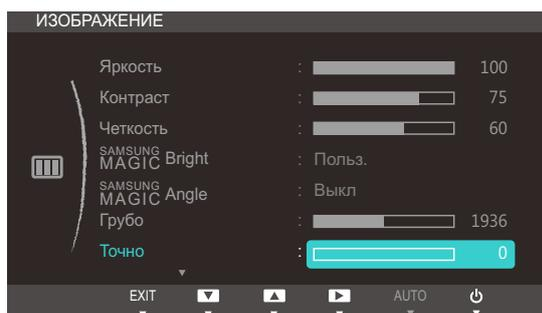 ИЗОБРАЖЕНИЕ
Яркость : 100
Контраст : 75
Четкость : 60
SAMSUNG MAGIC Bright : Польз.
SAMSUNG MAGIC Angle : Выкл
Грубо : 1936
Точно : 0
EXIT AUTO